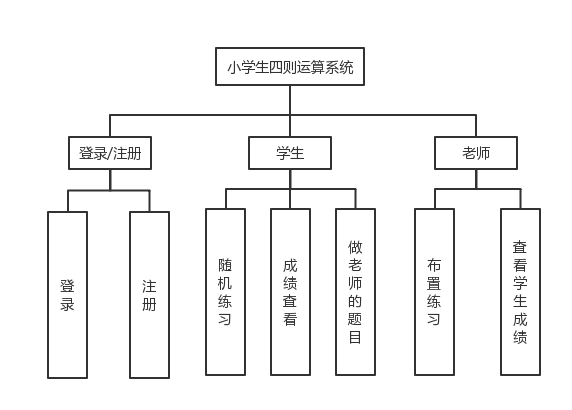 小学生四则运算系统
登录/注册
学生
老师
登录
注册
随机练习
成绩查看
做老师的题目
布置练习
查看学生成绩